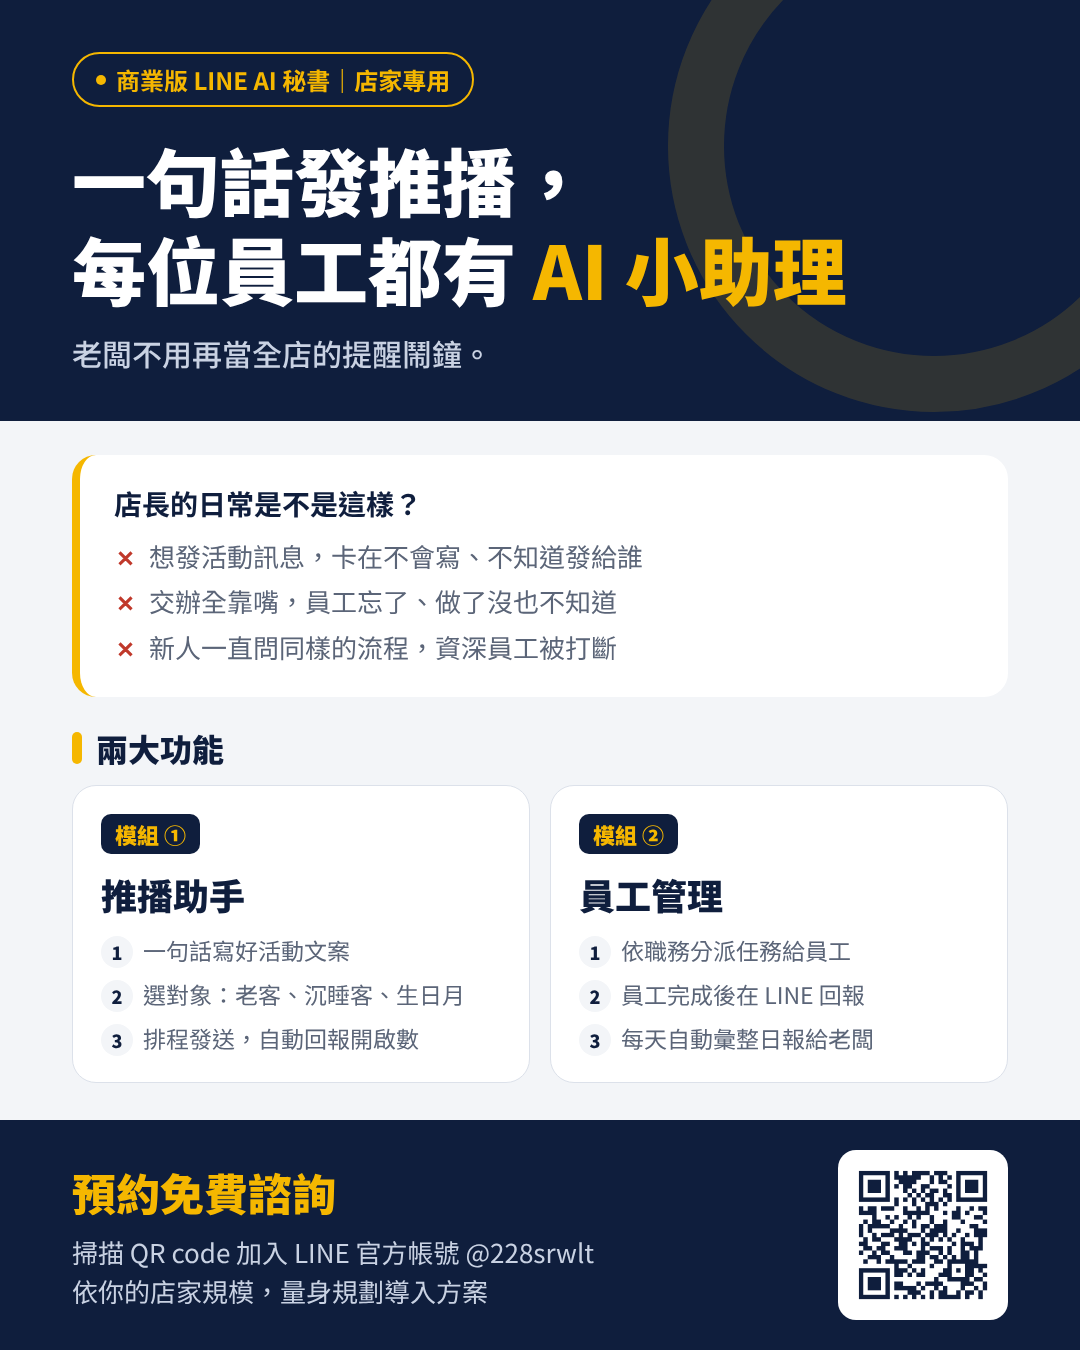 商業版 LINE AI 秘書｜店家專用
一句話發推播，
每位員工都有 AI 小助理
老闆不用再當全店的提醒鬧鐘。
店長的日常是不是這樣？
× 想發活動訊息，卡在不會寫、不知道發給誰
× 交辦全靠嘴，員工忘了、做了沒也不知道
× 新人一直問同樣的流程，資深員工被打斷
兩大功能
模組 ①
推播助手
1 一句話寫好活動文案
2 選對象：老客、沉睡客、生日月
3 排程發送，自動回報開啟數
模組 ②
員工管理
1 依職務分派任務給員工
2 員工完成後在 LINE 回報
3 每天自動彙整日報給老闆
預約免費諮詢
掃描 QR code 加入 LINE 官方帳號 @228srwlt
依你的店家規模，量身規劃導入方案